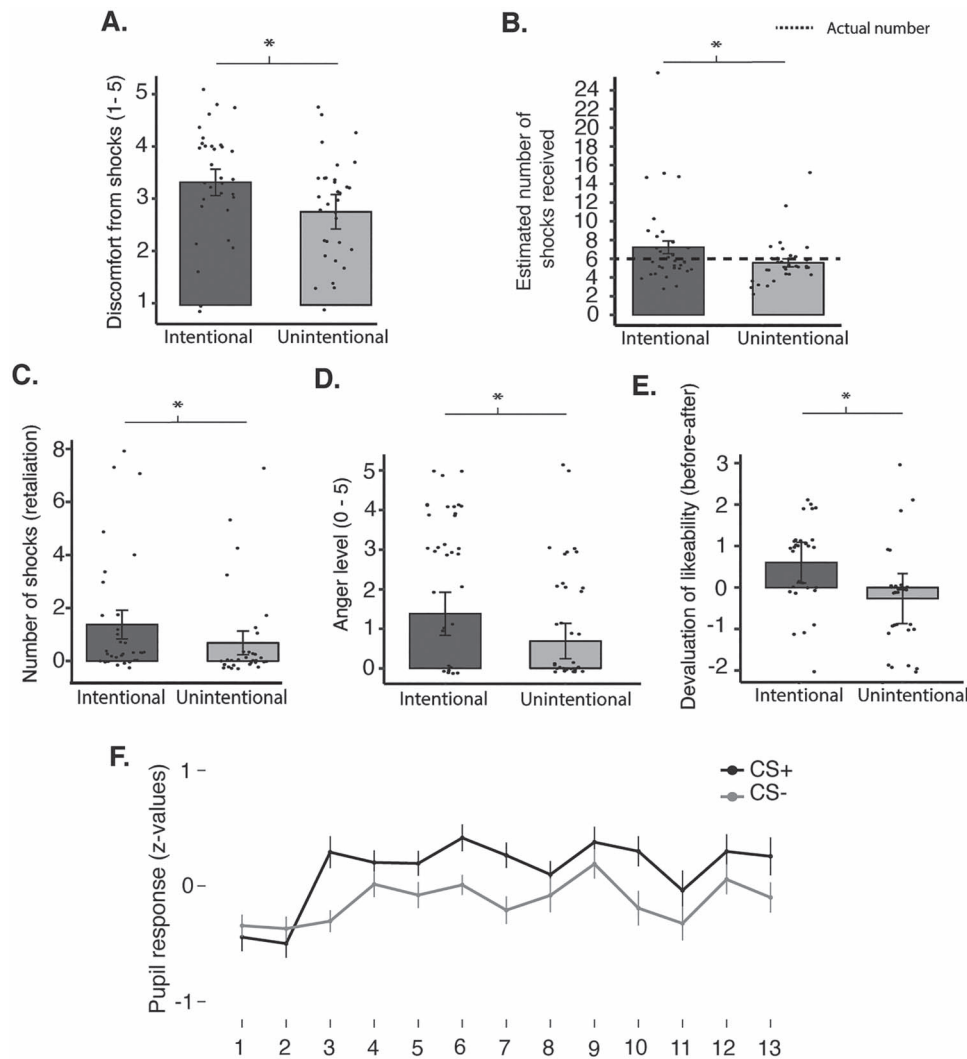 A.
*
Discomfort from shocks (1- 5)
5
4
3
2
1
Intentional
Unintentional
B.
Actual number
*
Estimated number of
shocks received
24
22
20
18
16
14
12
10
8
6
4
2
0
Intentional
Unintentional
C.
*
Number of shocks (retaliation)
8
6
4
2
0
Intentional
Unintentional
D.
*
Anger level (0 - 5)
5
4
3
2
1
0
Intentional
Unintentional
E.
*
Devaluation of likeability (before-after)
3
2
1
0
-1
-2
Intentional
Unintentional
F.
CS+
CS-
Pupil response (z-values)
1
0
-1
1 2 3 4 5 6 7 8 9 10 11 12 13